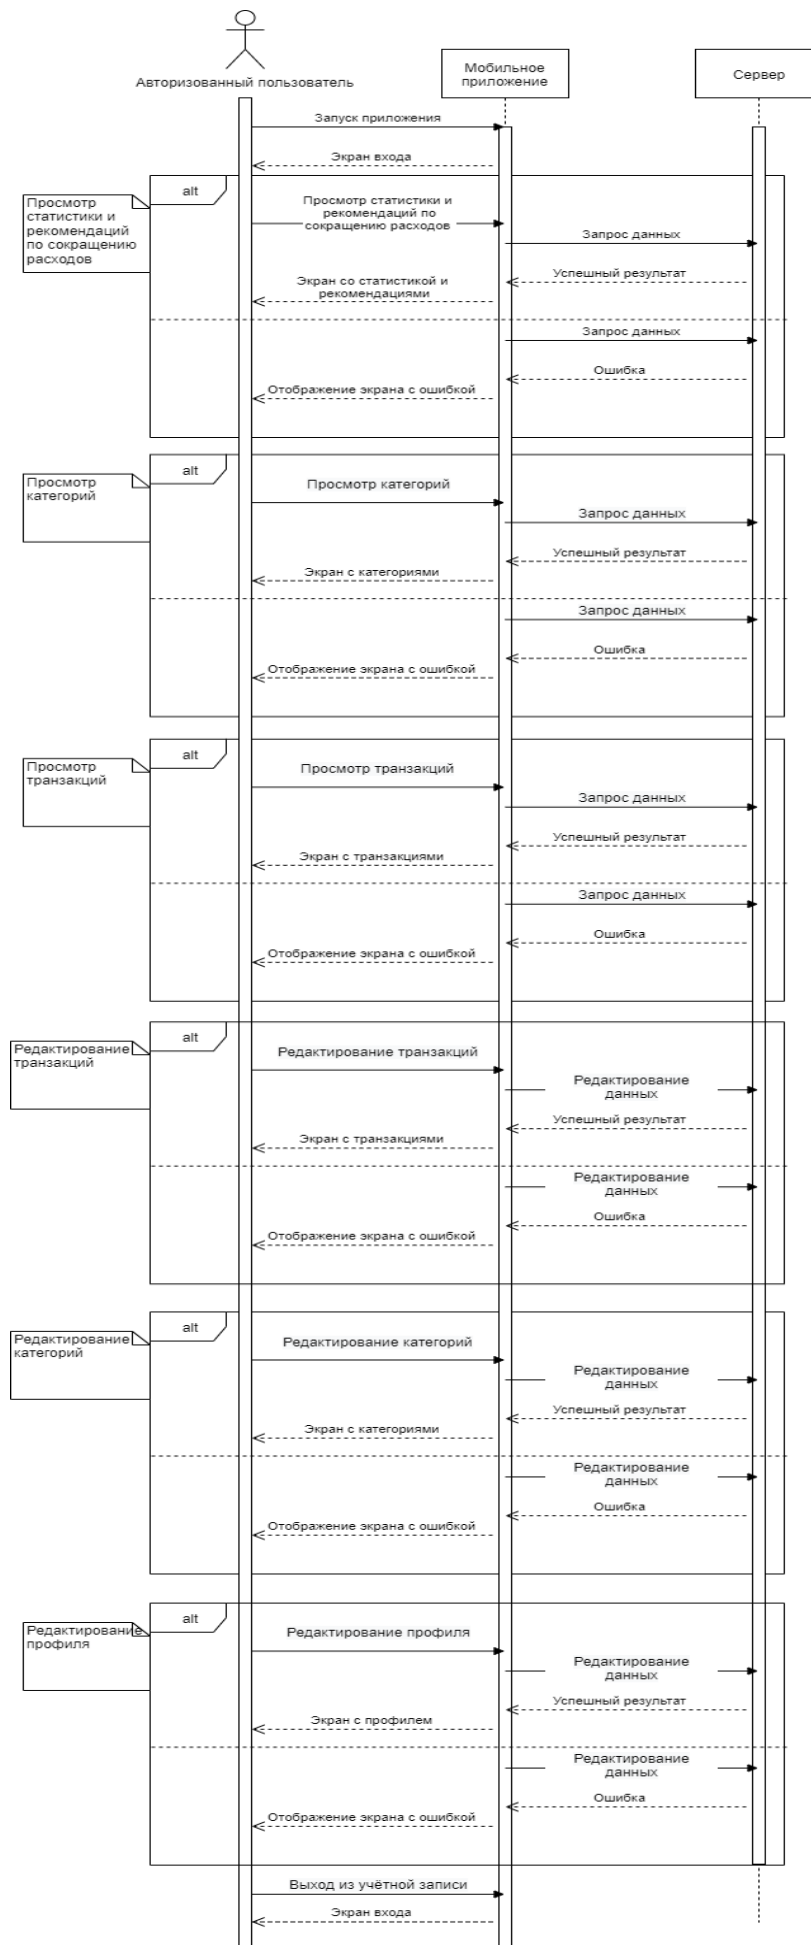 Авторизованный пользователь
Мобильное
приложение
Сервер
Запуск приложения
Экран входа
alt
Просмотр
статистики и
рекомендаций
по сокращению
расходов
Просмотр статистики и
рекомендаций по
сокращению расходов
Запрос данных
Успешный результат
Экран со статистикой и
рекомендациями
Запрос данных
Ошибка
Отображение экрана с ошибкой
alt
Просмотр
категорий
Просмотр категорий
Запрос данных
Успешный результат
Экран с категориями
Запрос данных
Ошибка
Отображение экрана с ошибкой
alt
Просмотр
транзакций
Просмотр транзакций
Запрос данных
Успешный результат
Экран с транзакциями
Запрос данных
Ошибка
Отображение экрана с ошибкой
alt
Редактирование
транзакций
Редактирование транзакций
Редактирование
данных
Успешный результат
Экран с транзакциями
Редактирование
данных
Ошибка
Отображение экрана с ошибкой
alt
Редактирование
категорий
Редактирование категорий
Редактирование
данных
Успешный результат
Экран с категориями
Редактирование
данных
Ошибка
Отображение экрана с ошибкой
alt
Редактирование
профиля
Редактирование профиля
Редактирование
данных
Успешный результат
Экран с профилем
Редактирование
данных
Ошибка
Отображение экрана с ошибкой
Выход из учётной записи
Экран входа